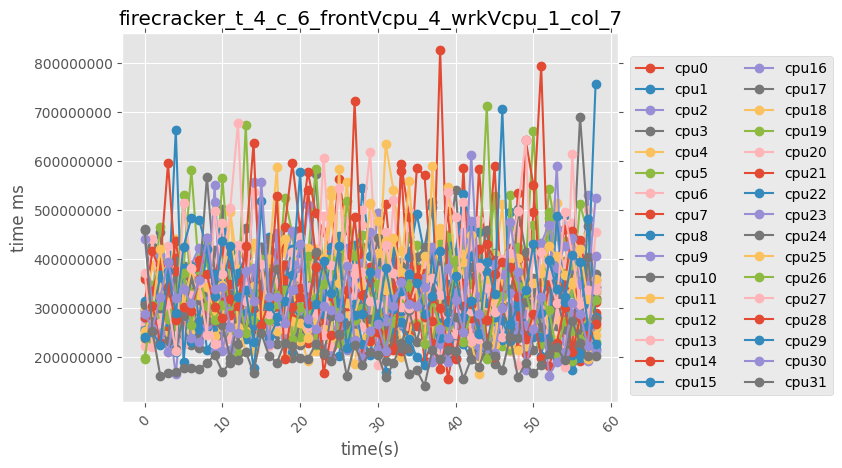 firecracker_t_4_c_6_frontVcpu_4_wrkVcpu_1_col_7
time ms
800000000
700000000
600000000
500000000
400000000
300000000
200000000
0
10
20
30
40
50
60
time(s)
cpu0
cpu1
cpu2
cpu3
cpu4
cpu5
cpu6
cpu7
cpu8
cpu9
cpu10
cpu11
cpu12
cpu13
cpu14
cpu15
cpu16
cpu17
cpu18
cpu19
cpu20
cpu21
cpu22
cpu23
cpu24
cpu25
cpu26
cpu27
cpu28
cpu29
cpu30
cpu31